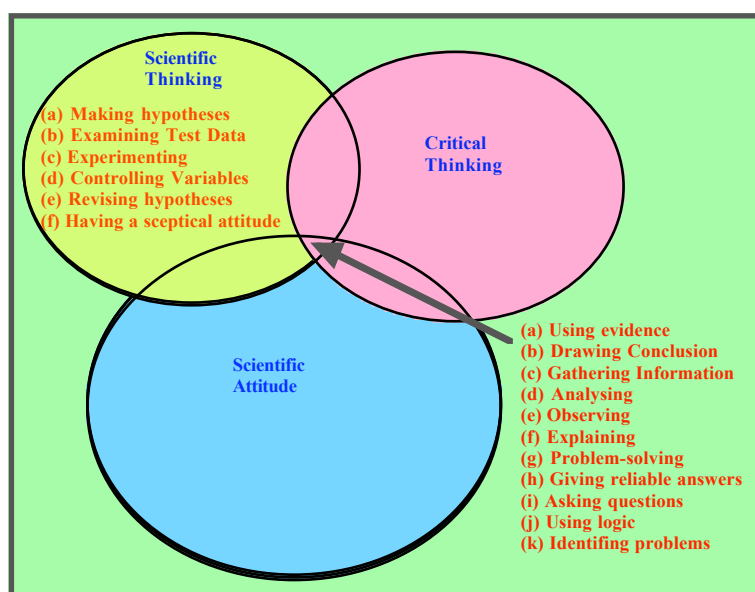 Scientific
Thinking
(a) Making hypotheses
(b) Examining Test Data
(c) Experimenting
(d) Controlling Variables
(e) Revising hypotheses
(f) Having a sceptical attitude
Critical
Thinking
Scientific
Attitude
(a) Using evidence
(b) Drawing Conclusion
(c) Gathering Information
(d) Analysing
(e) Observing
(f) Explaining
(g) Problem-solving
(h) Giving reliable answers
(i) Asking questions
(j) Using logic
(k) Identifing problems